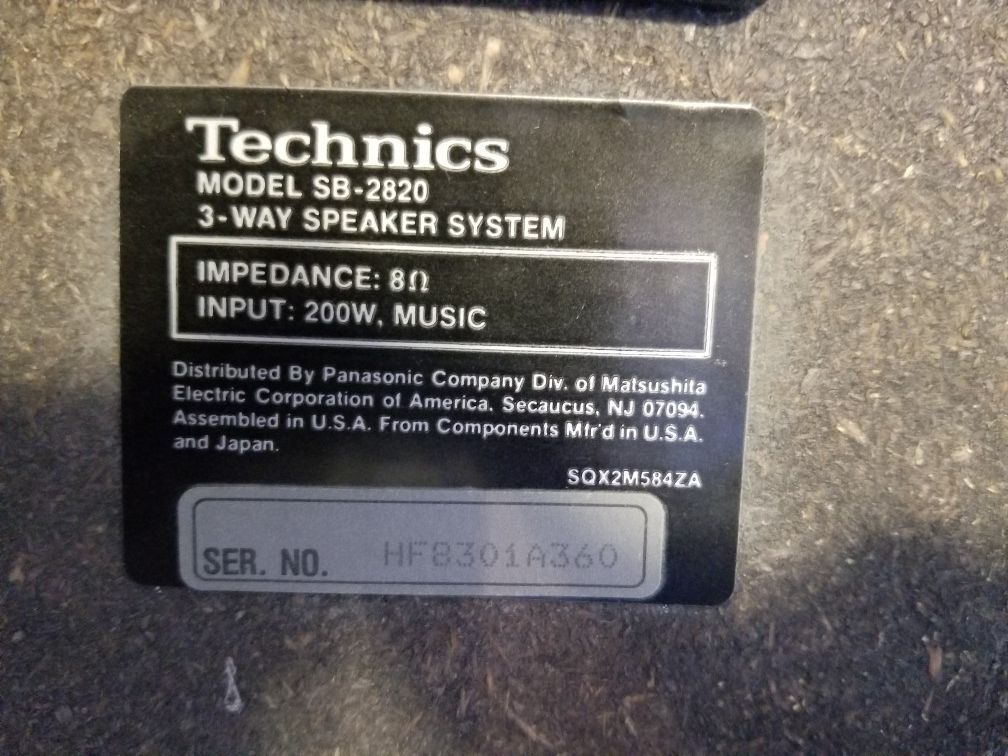 Technics
MODEL SB-2820
3-WAY SPEAKER SYSTEM
IMPEDANCE: 8Ω
INPUT: 200W, MUSIC
Distributed By Panasonic Company Div. of Matsushita
Electric Corporation of America. Secaucus, NJ 07094.
Assembled in U.S.A. From Components Mfr'd in U.S.A.
and Japan.
SQX2M584ZA
SER. NO. HF8301A360